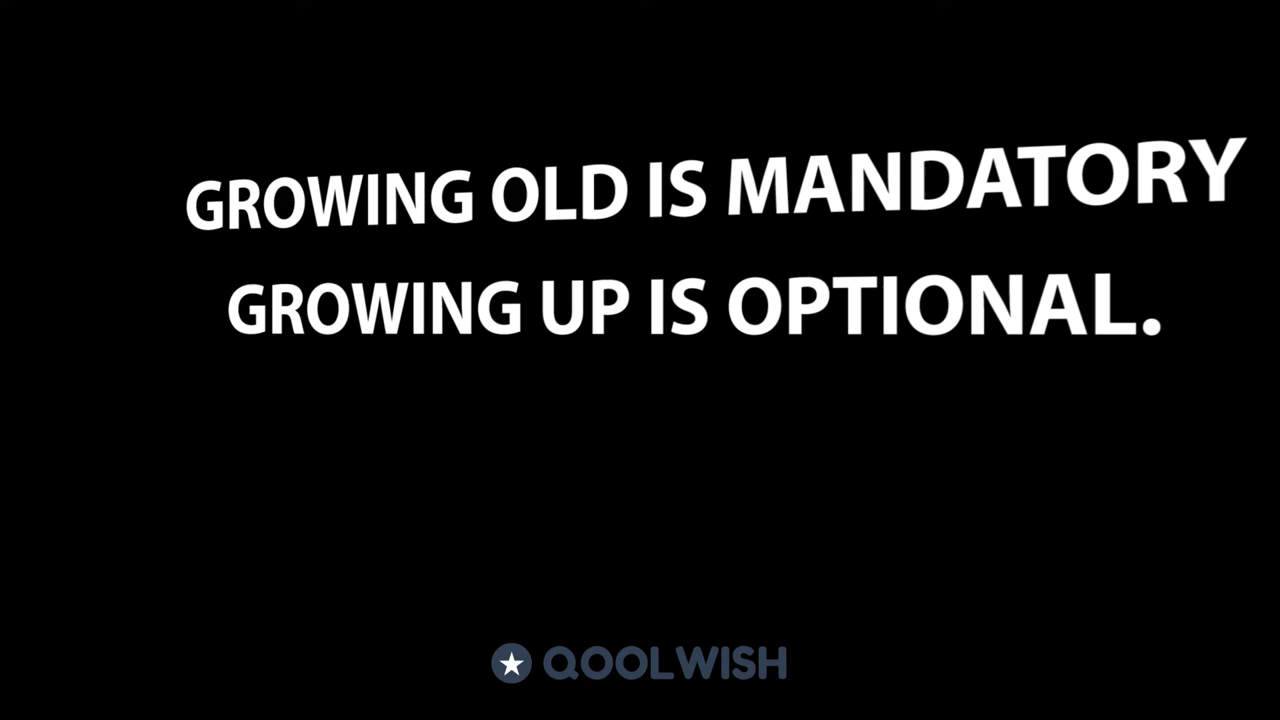 GROWING OLD IS MANDATORY
GROWING UP IS OPTIONAL.
QOOLWISH